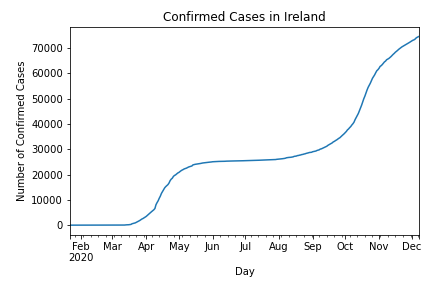 Confirmed Cases in Ireland
Number of Confirmed Cases
70000
60000
50000
40000
30000
20000
10000
0
Feb Mar Apr May Jun Jul Aug Sep Oct Nov Dec
2020
Day